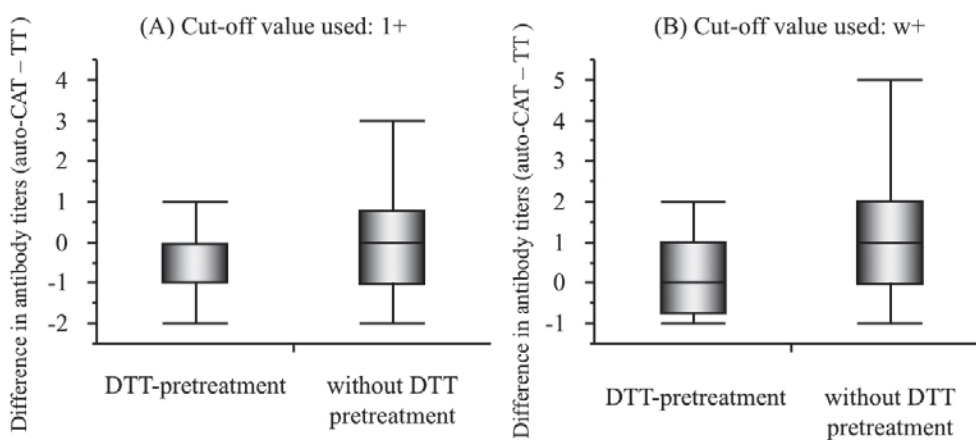 (A) Cut-off value used: 1+
Difference in antibody titers (auto-CAT – TT)
4
3
2
1
0
-1
-2
DTT-pretreatment
without DTT
pretreatment
(B) Cut-off value used: w+
Difference in antibody titers (auto-CAT – TT )
5
4
3
2
1
0
-1
DTT-pretreatment
without DTT
pretreatment